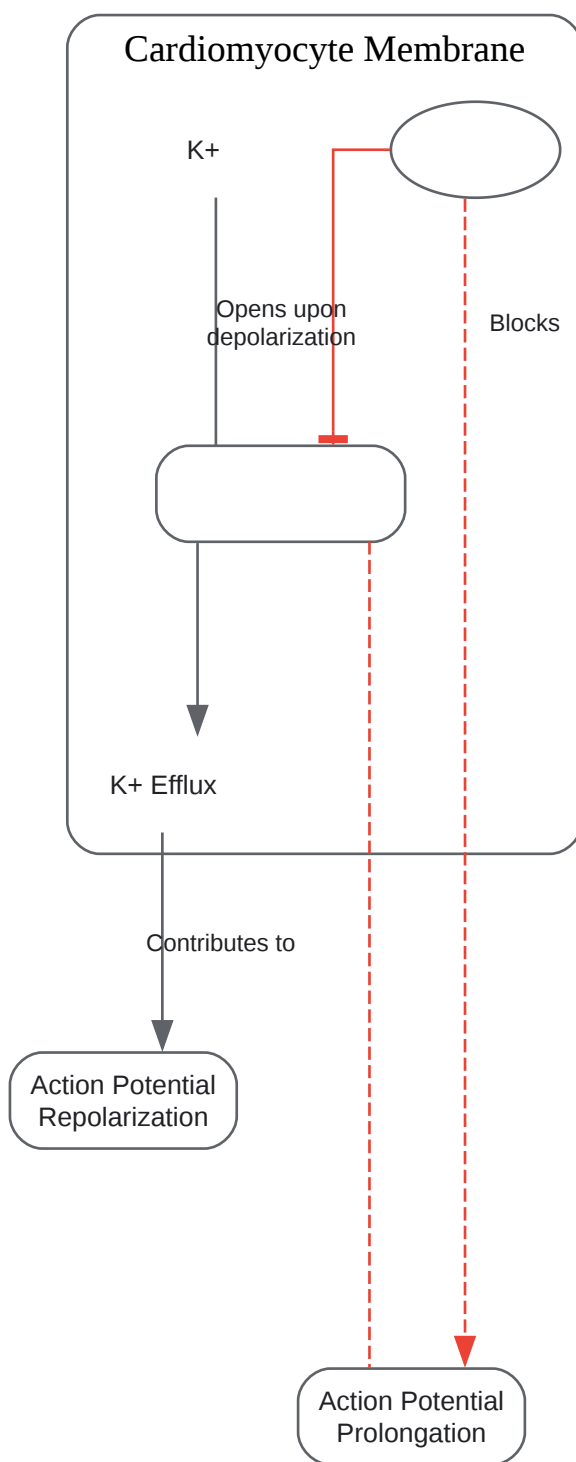 Cardiomyocyte Membrane
K+
Opens upon
depolarization
Blocks
K+ Efflux
Contributes to
Action Potential
Repolarization
Action Potential
Prolongation